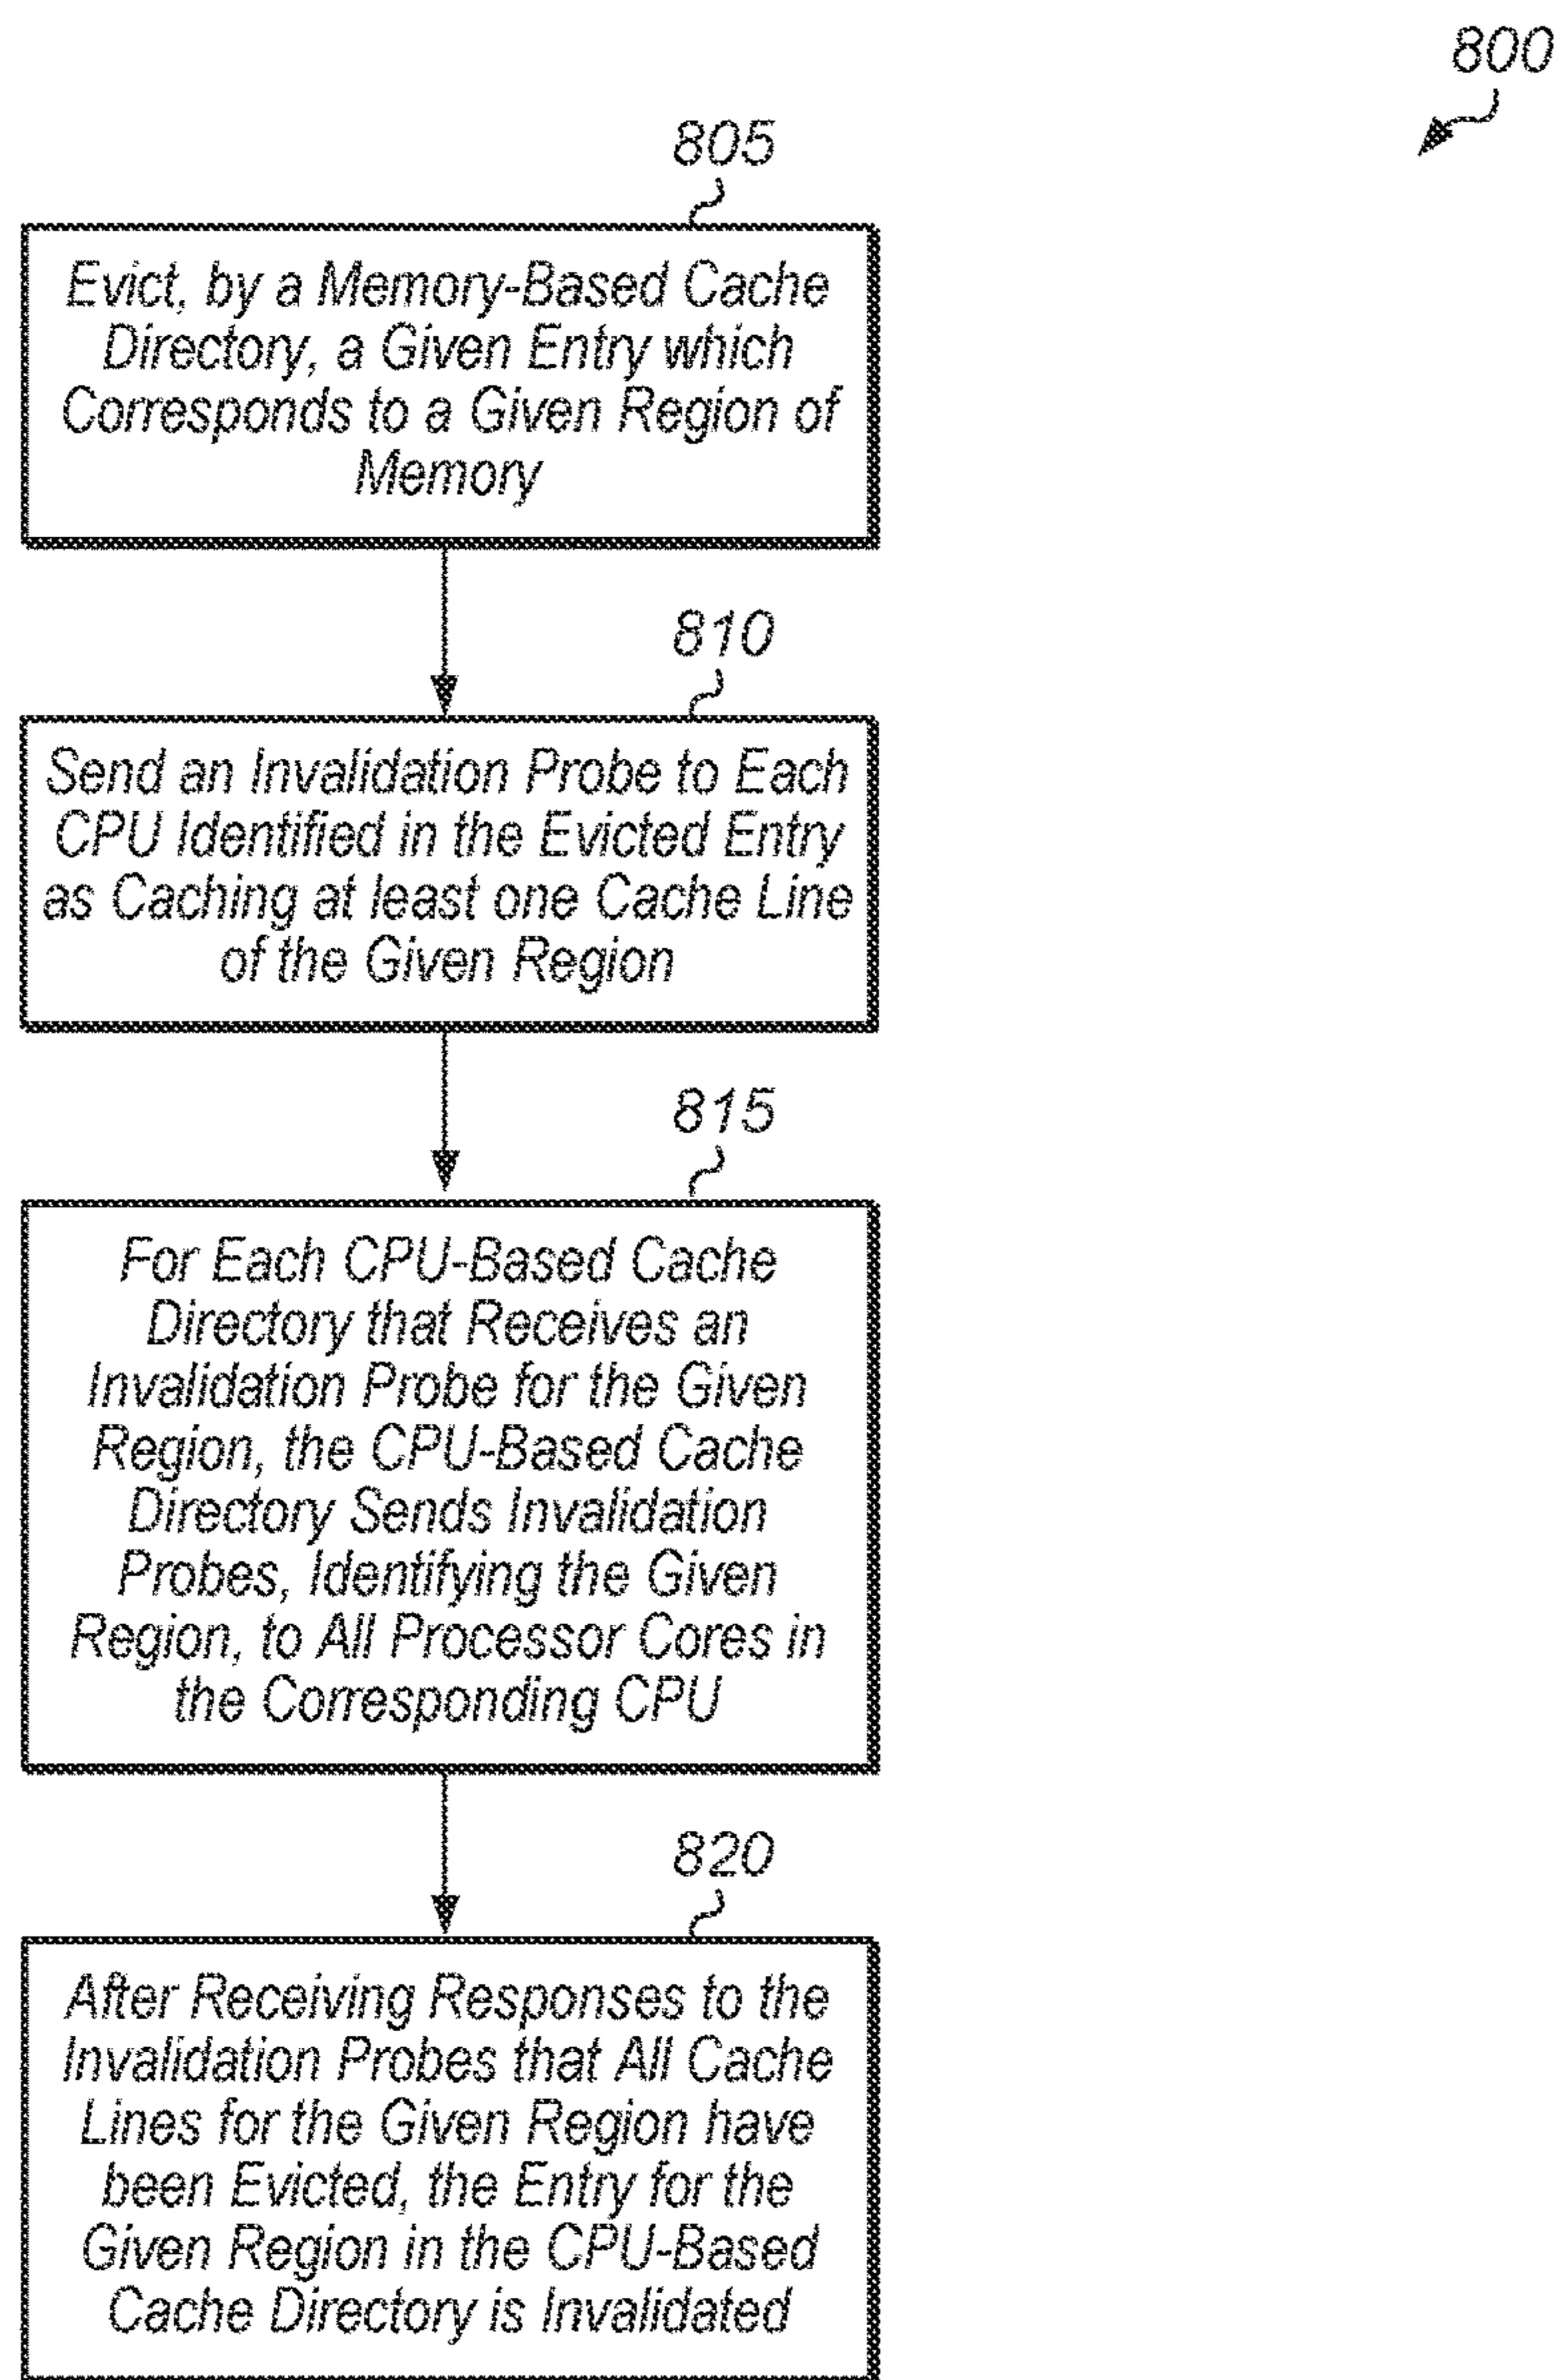 800
805
Evict, by a Memory-Based Cache
Directory, a Given Entry which
Corresponds to a Given Region of
Memory
810
Send an Invalidation Probe to Each
CPU Identified in the Evicted Entry
as Caching at least one Cache Line
of the Given Region
815
For Each CPU-Based Cache
Directory that Receives an
Invalidation Probe for the Given
Region, the CPU-Based Cache
Directory Sends Invalidation
Probes, Identifying the Given
Region, to All Processor Cores in
the Corresponding CPU
820
After Receiving Responses to the
Invalidation Probes that All Cache
Lines for the Given Region have
been Evicted, the Entry for the
Given Region in the CPU-Based
Cache Directory is Invalidated